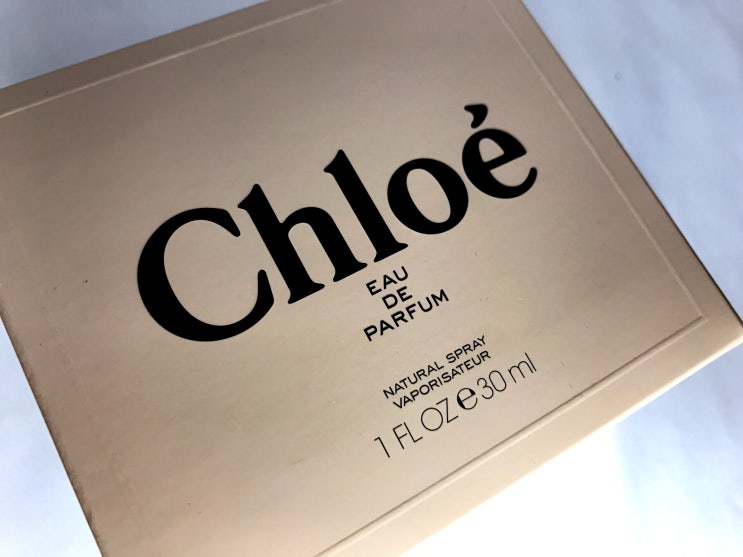 Chloé
EAU
DE
PARFUM
NATURAL SPRAY
VAPORISATEUR
1 FL OZ ℮ 30 ml